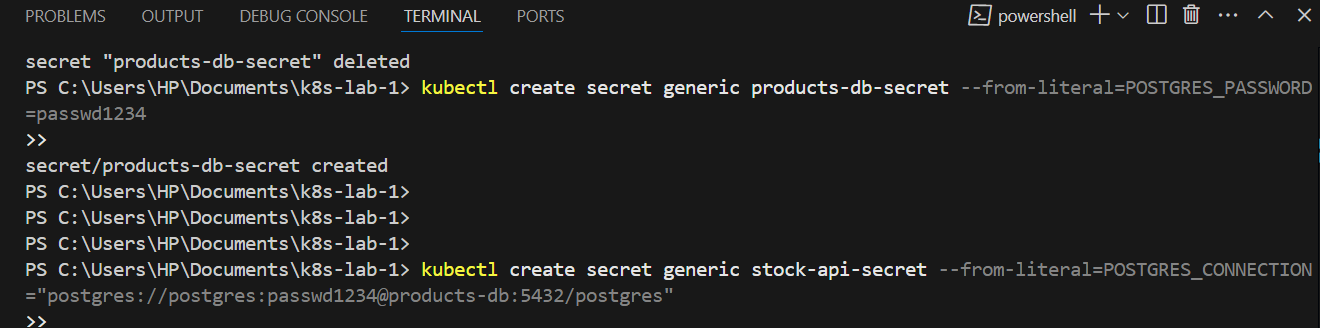 PROBLEMS OUTPUT DEBUG CONSOLE TERMINAL PORTS powershell
secret "products-db-secret" deleted
PS C:\Users\HP\Documents\k8s-lab-1> kubectl create secret generic products-db-secret --from-literal=POSTGRES_PASSWORD
=passwd1234
>>
secret/products-db-secret created
PS C:\Users\HP\Documents\k8s-lab-1>
PS C:\Users\HP\Documents\k8s-lab-1>
PS C:\Users\HP\Documents\k8s-lab-1>
PS C:\Users\HP\Documents\k8s-lab-1> kubectl create secret generic stock-api-secret --from-literal=POSTGRES_CONNECTION
="postgres://postgres:passwd1234@products-db:5432/postgres"
>>